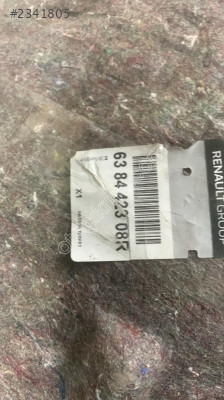 #2341805
63 84 423 08R
X1
RENAULT GROUP